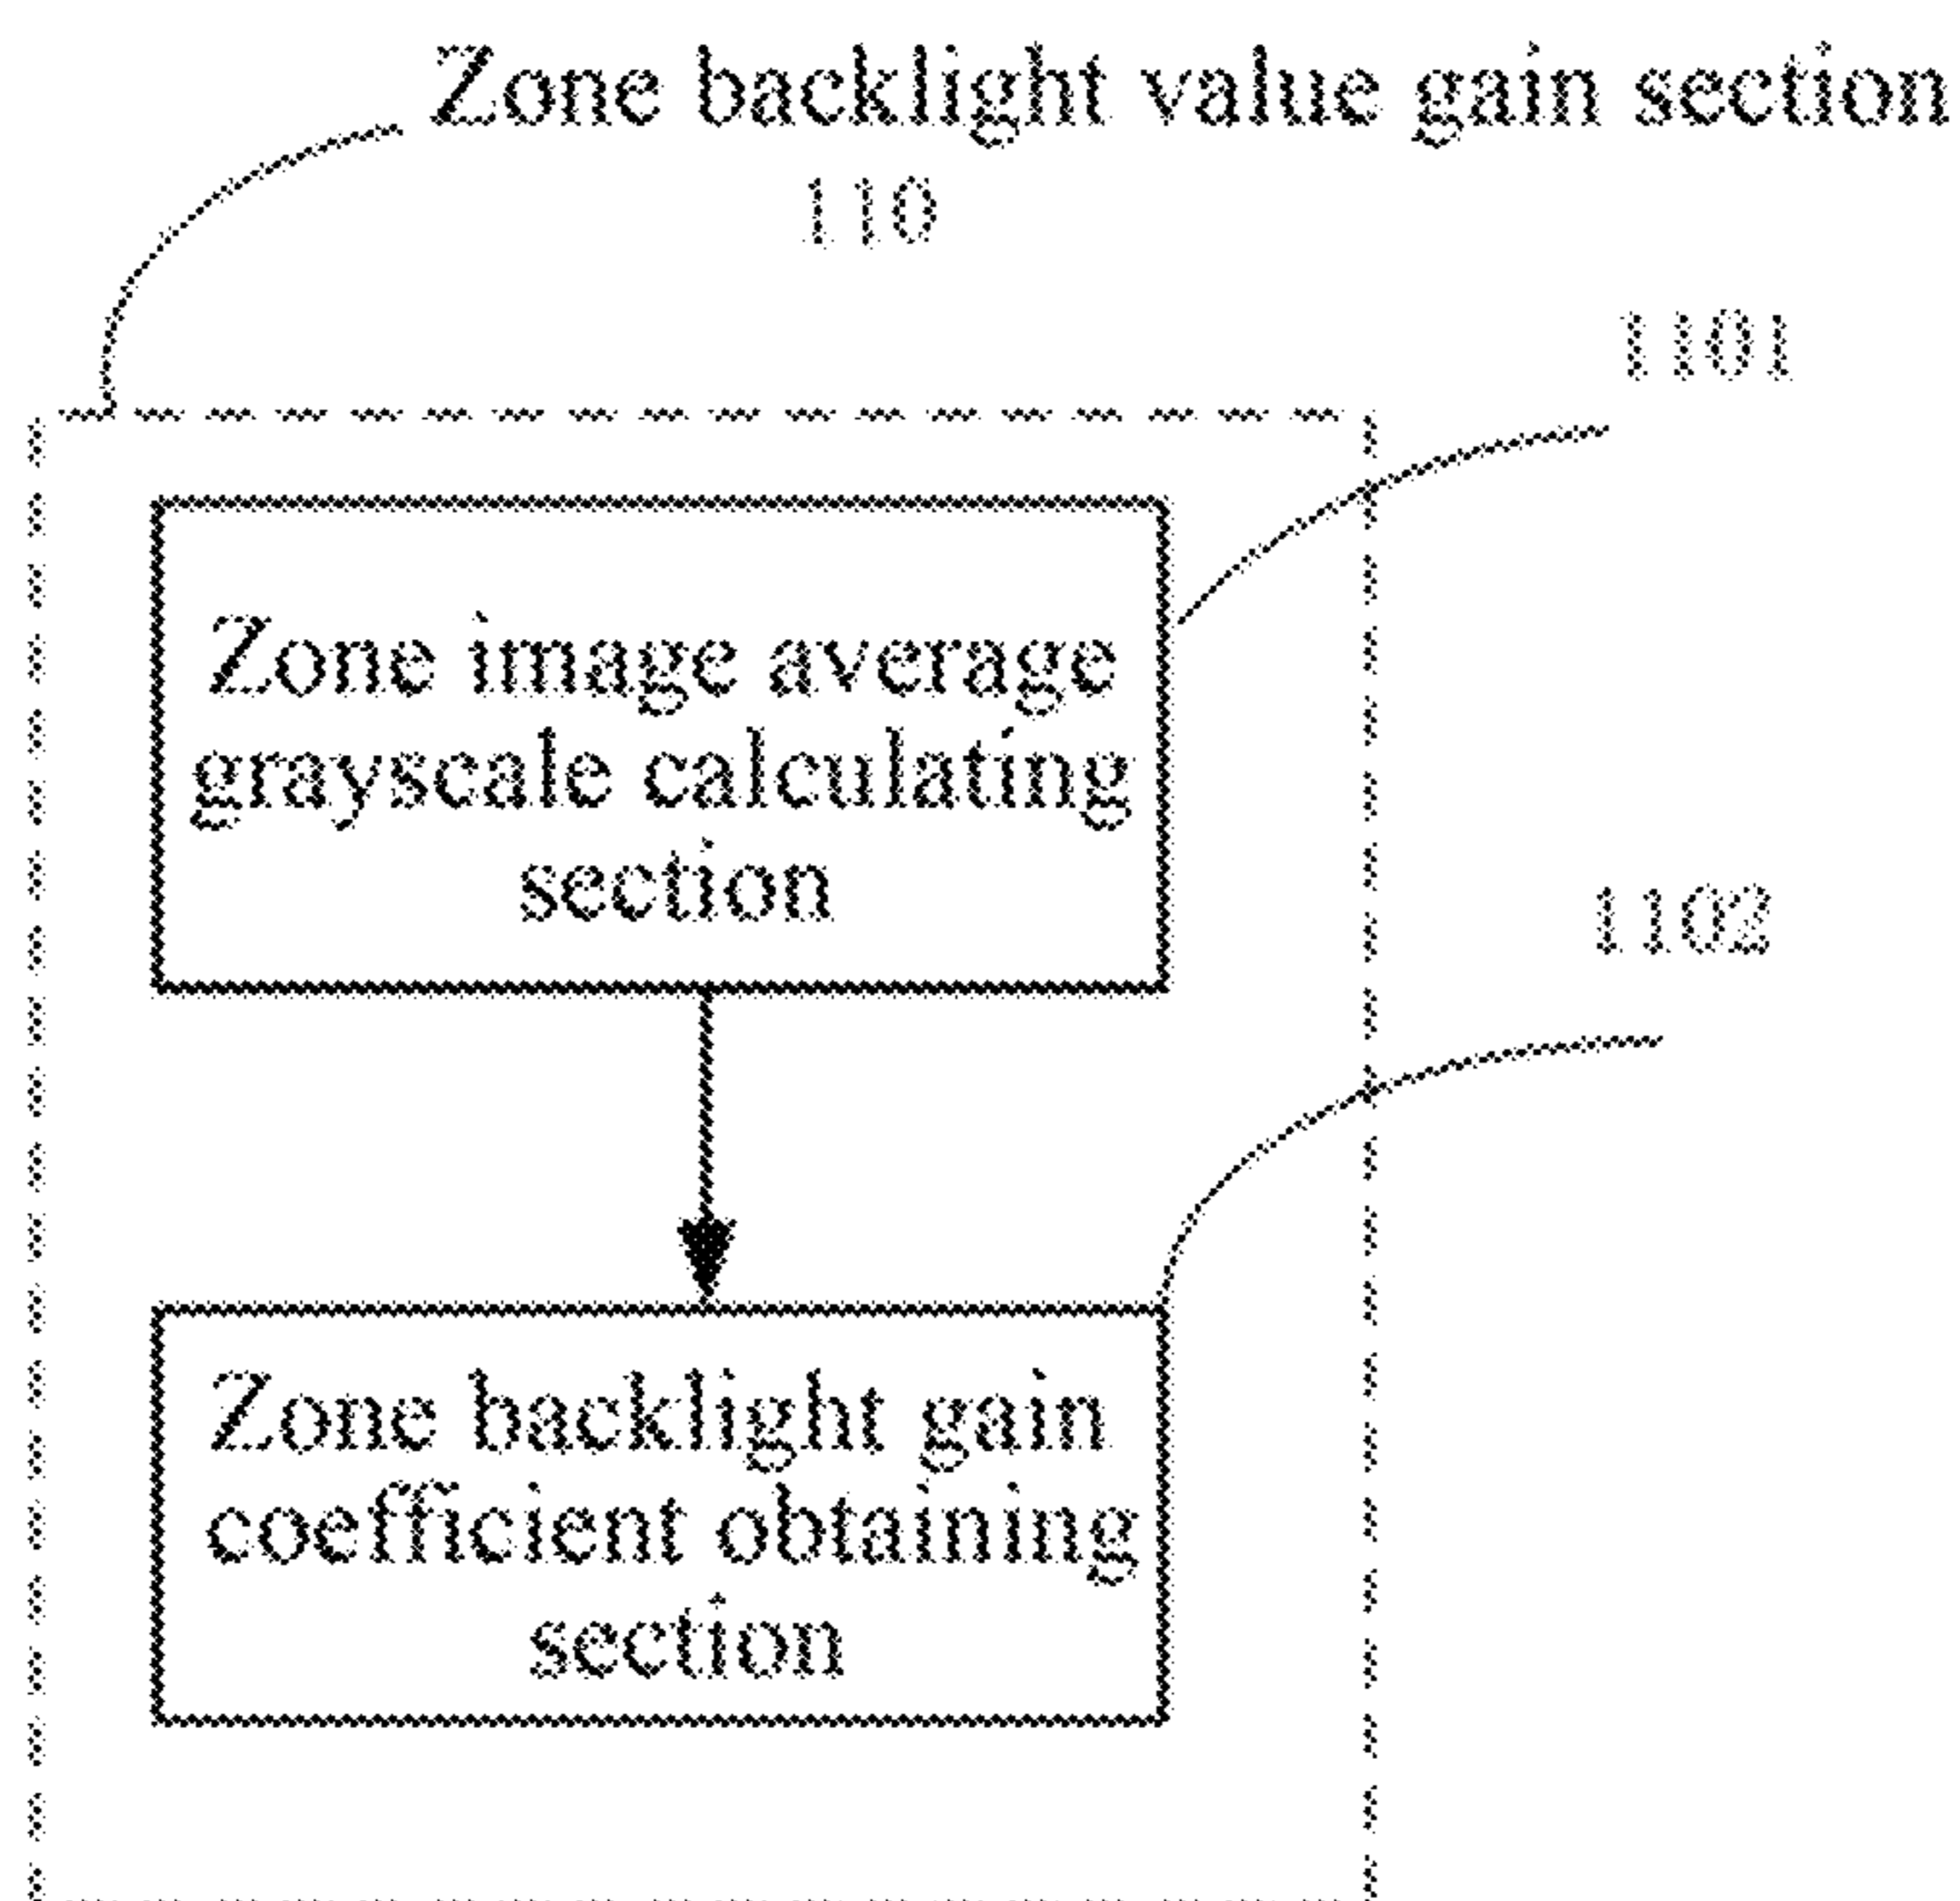 Zone backlight value gain section
110
1101
Zone image average
grayscale calculating
section
1102
Zone backlight gain
coefficient obtaining
section